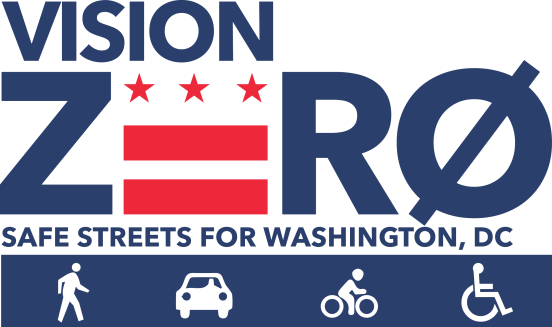 VISION
ZERØ
SAFE STREETS FOR WASHINGTON, DC